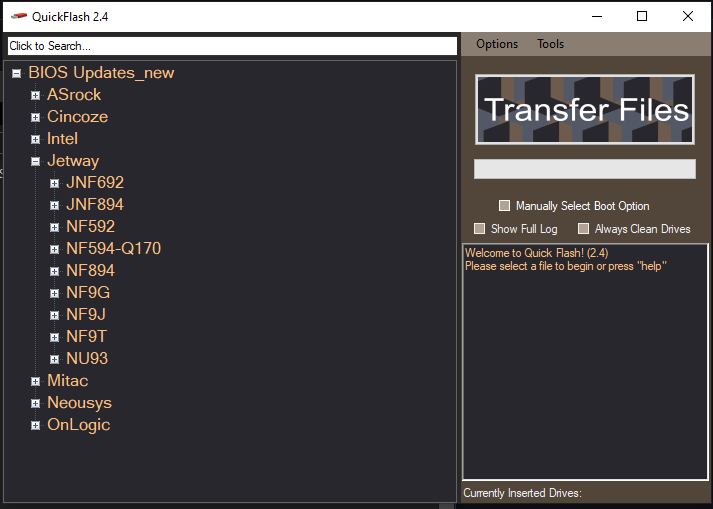 QuickFlash 2.4
Click to Search...
BIOS Updates_new
ASrock
Cincoze
Intel
Jetway
JNF692
JNF894
NF592
NF594-Q170
NF894
NF9G
NF9J
NF9T
NU93
Mitac
Neousys
OnLogic
Options Tools
Transfer Files
Manually Select Boot Option
Show Full Log Always Clean Drives
Welcome to Quick Flash! (2.4)
Please select a file to begin or press "help"
Currently Inserted Drives: